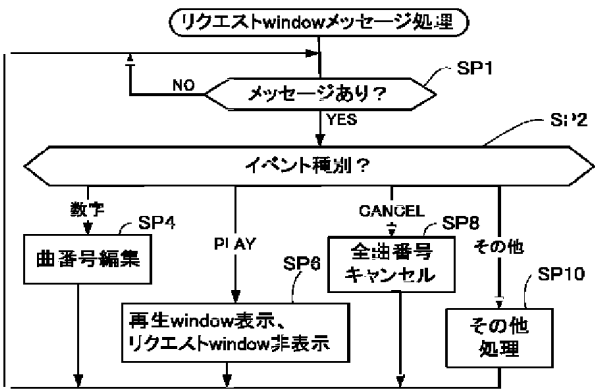 リクエストwindowメッセージ処理
SP1
メッセージあり？
NO
YES
SP2
イベント種別？
数字
SP4
曲番号編集
PLAY
SP6
再生window表示、
リクエストwindow非表示
CANCEL
SP8
全曲番号
キャンセル
その他
SP10
その他
処理